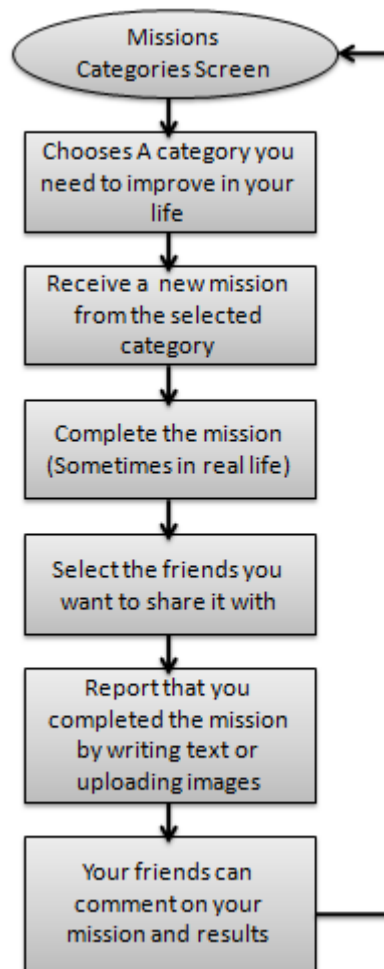 Missions
Categories Screen
Chooses A category you
need to improve in your
life
Receive a new mission
from the selected
category
Complete the mission
(Sometimes in real life)
Select the friends you
want to share it with
Report that you
completed the mission
by writing text or
uploading images
Your friends can
comment on your
mission and results